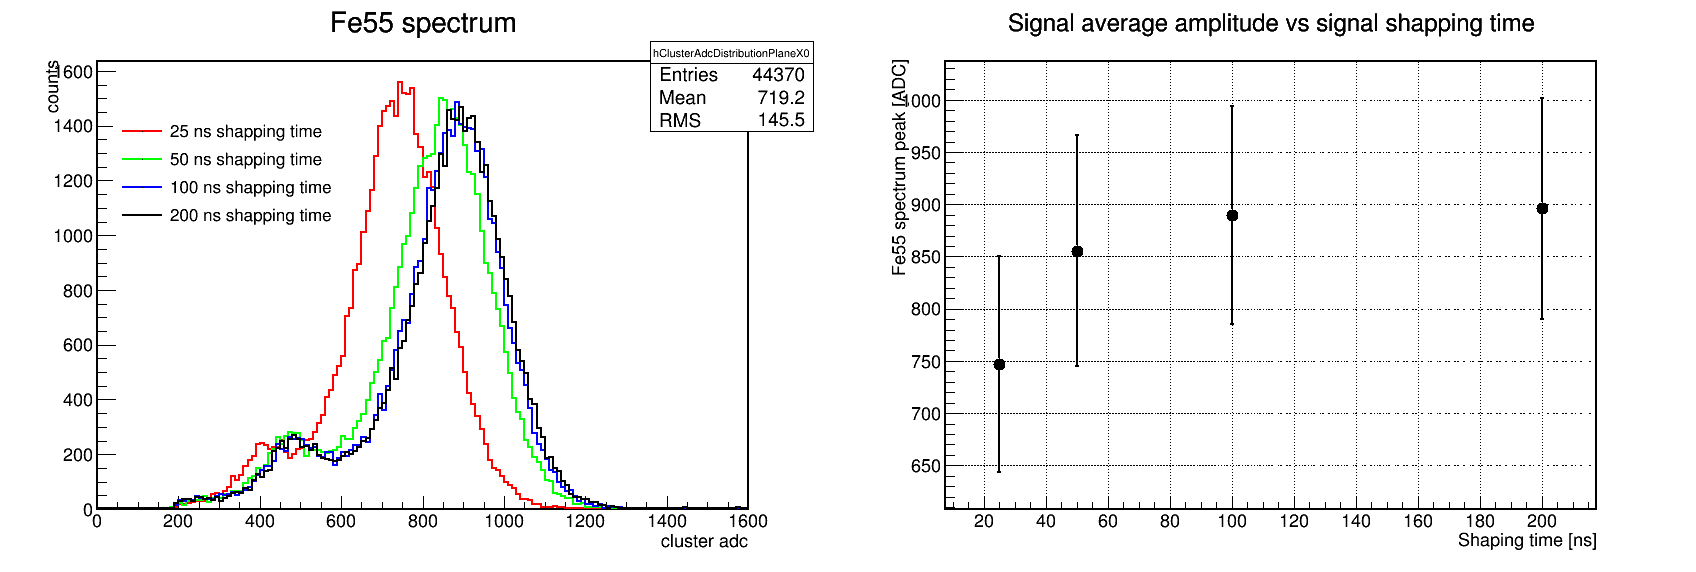 Fe55 spectrum
hClusterAdcDistributionPlaneX0
Entries 44370
Mean 719.2
RMS 145.5
counts
1600
1400
1200
1000
800
600
400
200
0
25 ns shapping time
50 ns shapping time
100 ns shapping time
200 ns shapping time
0 200 400 600 800 1000 1200 1400 1600
cluster adc
Signal average amplitude vs signal shapping time
Fe55 spectrum peak [ADC]
1000
950
900
850
800
750
700
650
20 40 60 80 100 120 140 160 180 200
Shaping time [ns]